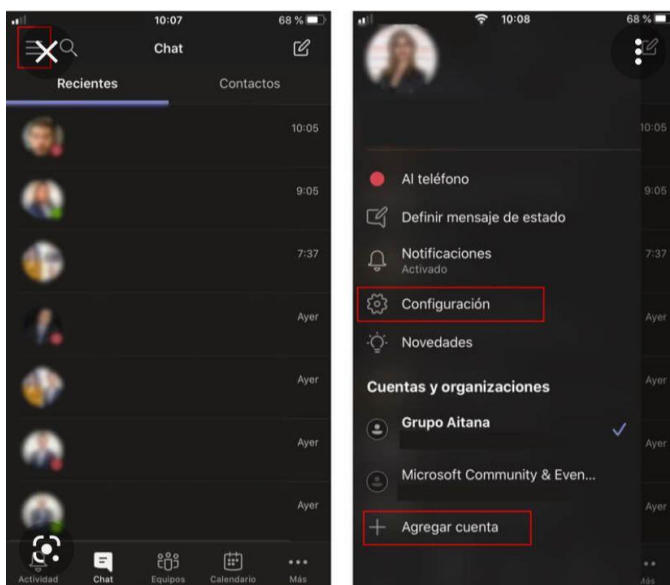 10:07
68 %
Chat
Recientes
Contactos
10:05
9:05
7:37
Ayer
Ayer
Ayer
Ayer
Actividad
Chat
Equipos
Calendario
Más
10:08
68 %
10:05
Al teléfono
9:05
Definir mensaje de estado
Notificaciones
Activado
7:37
Configuración
Ayer
Novedades
Cuentas y organizaciones
Ayer
Grupo Aitana
Ayer
Microsoft Community & Even...
Ayer
Agregar cuenta
Más